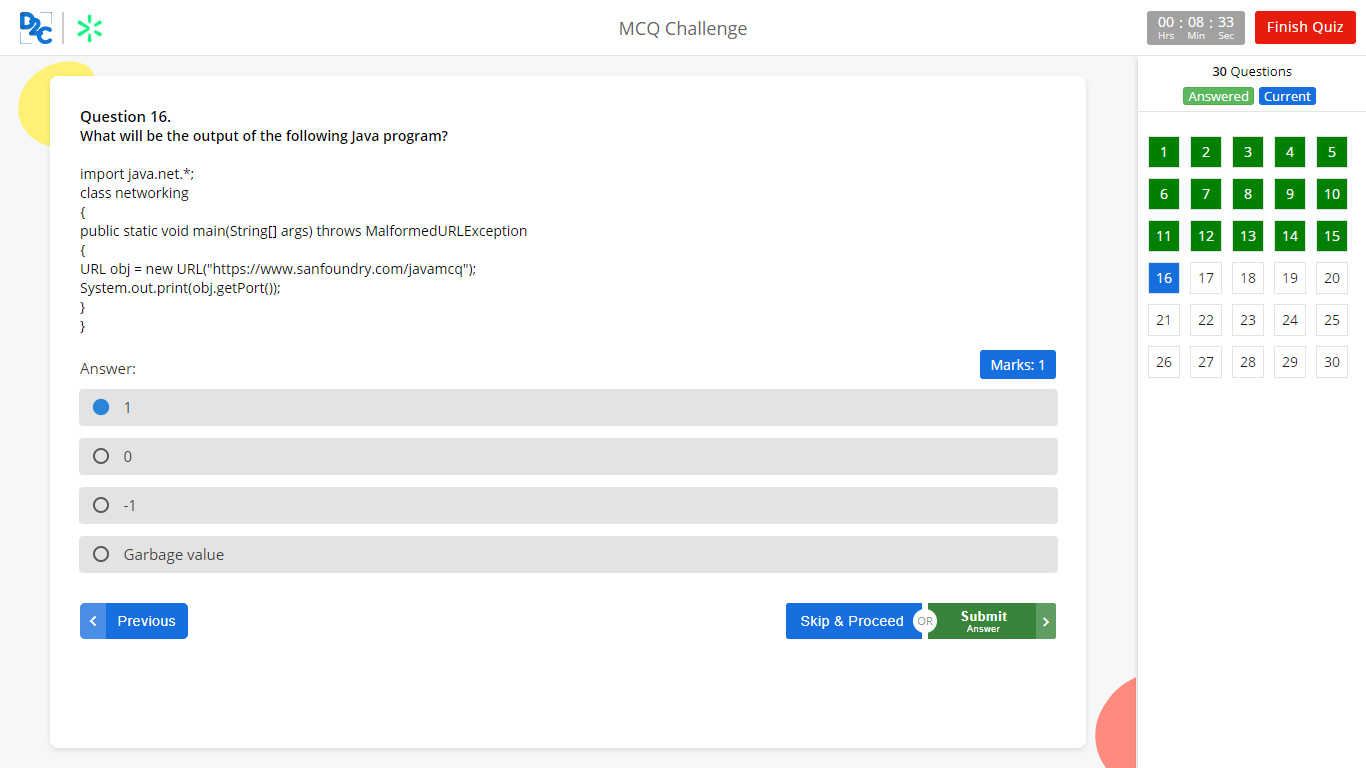 D2C
MCQ Challenge
00 : 08 : 33
Hrs Min Sec
Finish Quiz
30 Questions
Answered Current
Question 16.
What will be the output of the following Java program?
import java.net.*;
class networking
{
public static void main(String[] args) throws MalformedURLException
{
URL obj = new URL("https://www.sanfoundry.com/javamcq");
System.out.print(obj.getPort());
}
}
Answer:
Marks: 1
1
0
-1
Garbage value
< Previous
Skip & Proceed
OR
Submit
Answer
>
1 2 3 4 5
6 7 8 9 10
11 12 13 14 15
16 17 18 19 20
21 22 23 24 25
26 27 28 29 30